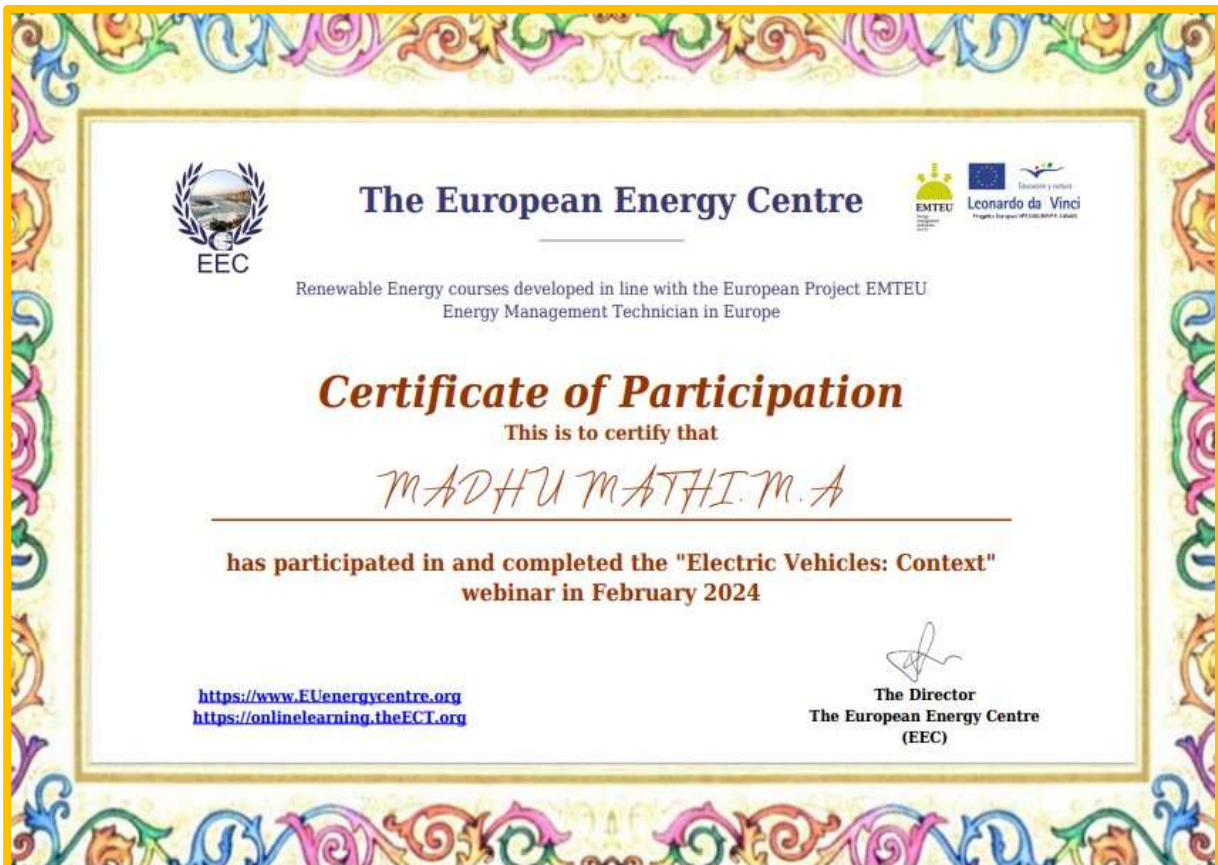 The European Energy Centre
EEC
EMTEU
Educación y cultura
Leonardo da Vinci
Renewable Energy courses developed in line with the European Project EMTEU
Energy Management Technician in Europe
Certificate of Participation
This is to certify that
MADHU MATHI. M. A
has participated in and completed the "Electric Vehicles: Context"
webinar in February 2024
https://www.EUenergycentre.org
https://onlinelearning.theECT.org
The Director
The European Energy Centre
(EEC)